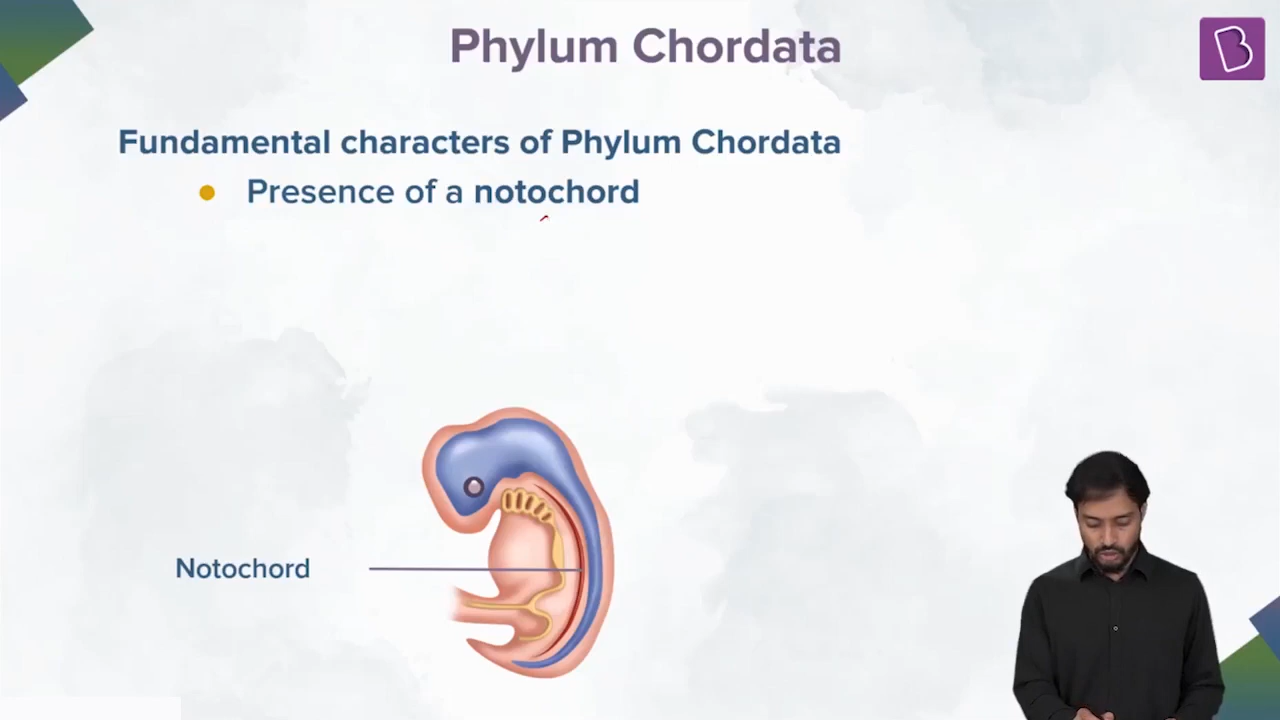 Phylum Chordata
Fundamental characters of Phylum Chordata
Presence of a notochord
Notochord